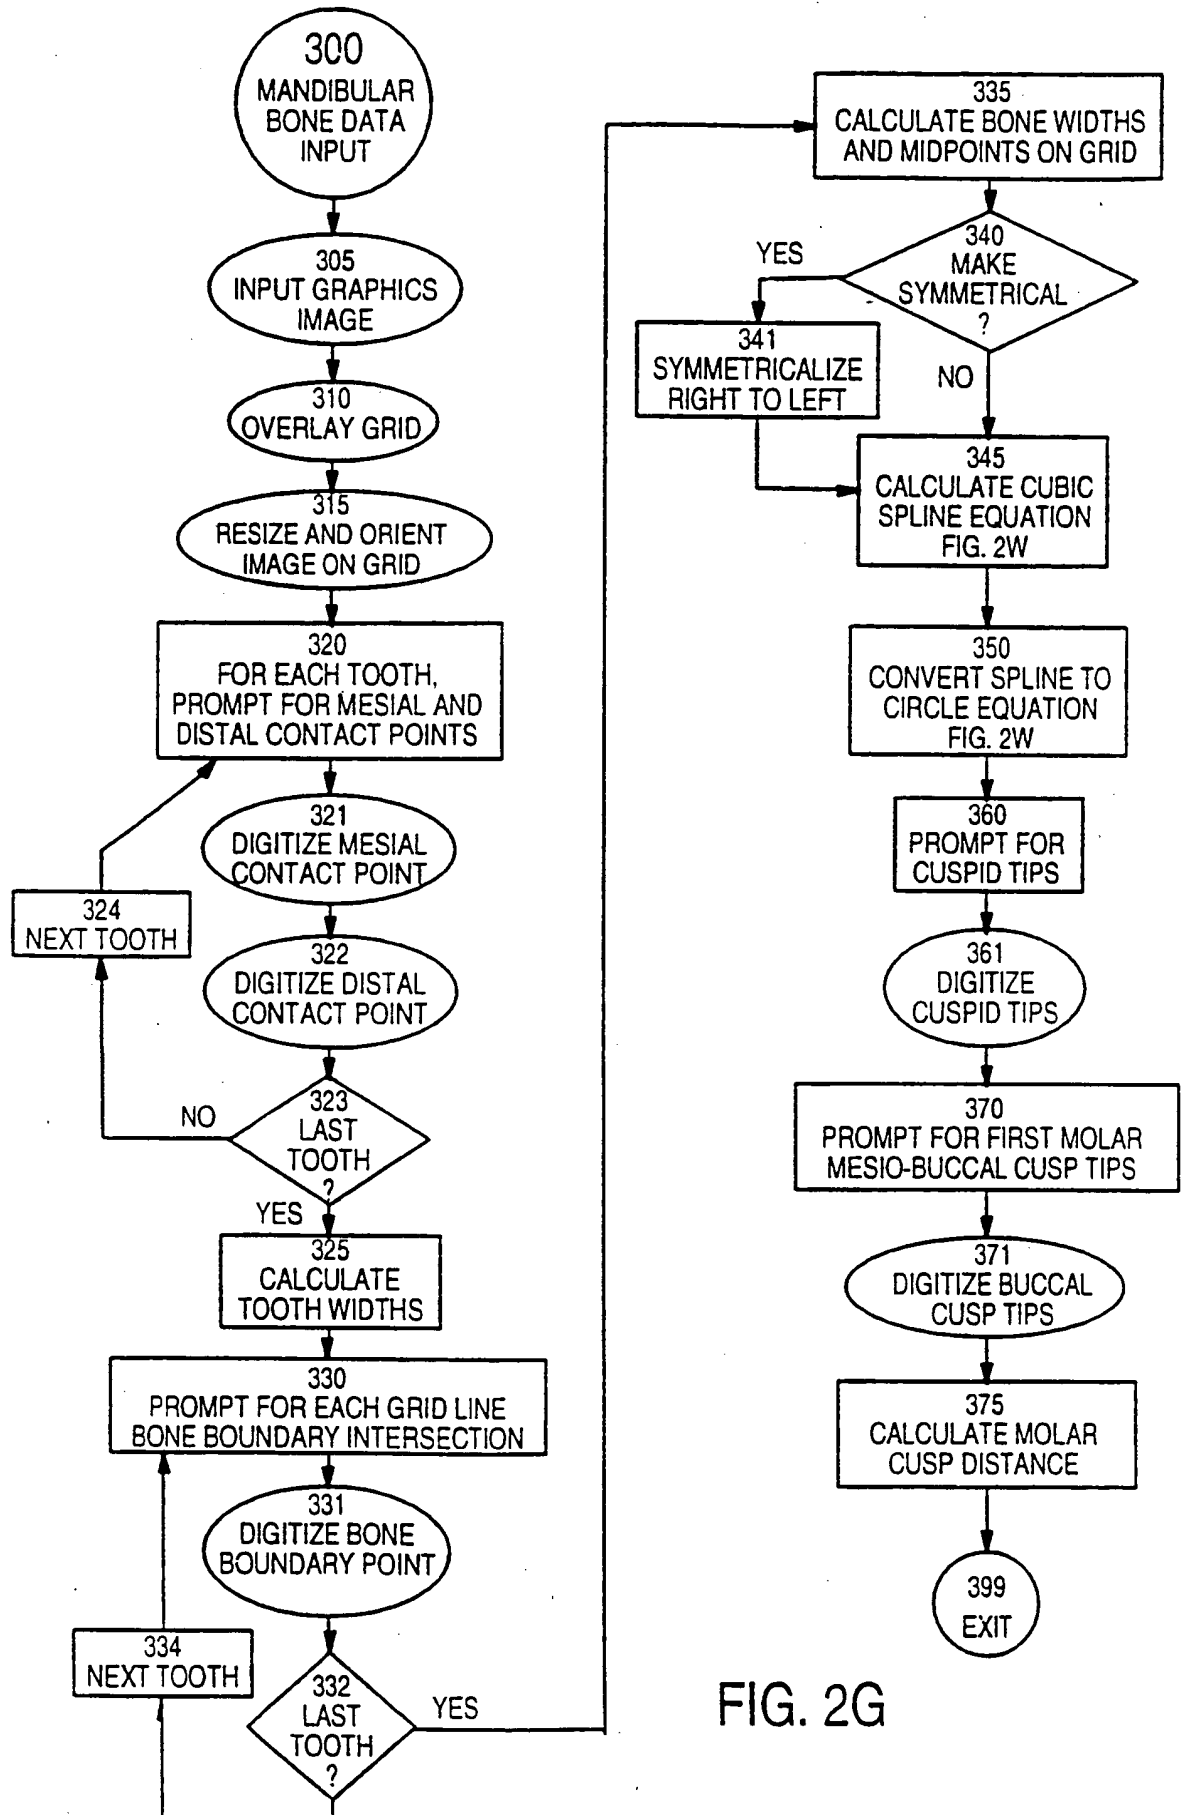 300
MANDIBULAR
BONE DATA
INPUT
305
INPUT GRAPHICS
IMAGE
310
OVERLAY GRID
315
RESIZE AND ORIENT
IMAGE ON GRID
320
FOR EACH TOOTH,
PROMPT FOR MESIAL AND
DISTAL CONTACT POINTS
321
DIGITIZE MESIAL
CONTACT POINT
324
NEXT TOOTH
322
DIGITIZE DISTAL
CONTACT POINT
NO
323
LAST
TOOTH
?
YES
325
CALCULATE
TOOTH WIDTHS
330
PROMPT FOR EACH GRID LINE
BONE BOUNDARY INTERSECTION
331
DIGITIZE BONE
BOUNDARY POINT
334
NEXT TOOTH
332
LAST
TOOTH
?
YES
335
CALCULATE BONE WIDTHS
AND MIDPOINTS ON GRID
340
MAKE
SYMMETRICAL
?
YES
341
SYMMETRICALIZE
RIGHT TO LEFT
NO
345
CALCULATE CUBIC
SPLINE EQUATION
FIG. 2W
350
CONVERT SPLINE TO
CIRCLE EQUATION
FIG. 2W
360
PROMPT FOR
CUSPID TIPS
361
DIGITIZE
CUSPID TIPS
370
PROMPT FOR FIRST MOLAR
MESIO-BUCCAL CUSP TIPS
371
DIGITIZE BUCCAL
CUSP TIPS
375
CALCULATE MOLAR
CUSP DISTANCE
399
EXIT
FIG. 2G